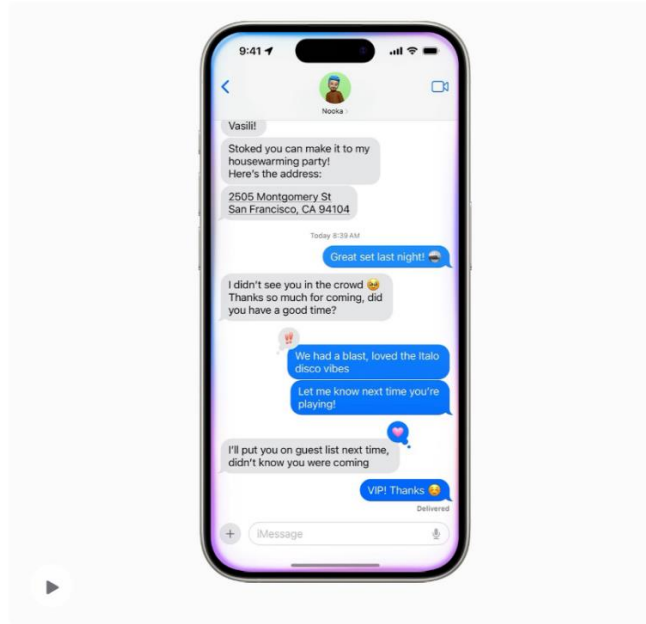 9:41
Nooka
Vasili!
Stoked you can make it to my
housewarming party!
Here's the address:
2505 Montgomery St
San Francisco, CA 94104
Today 8:39 AM
Great set last night! 🪩
I didn't see you in the crowd 🥹
Thanks so much for coming, did
you have a good time?
We had a blast, loved the Italo
disco vibes
Let me know next time you're
playing!
I'll put you on guest list next time,
didn't know you were coming
VIP! Thanks ☺️
Delivered
iMessage